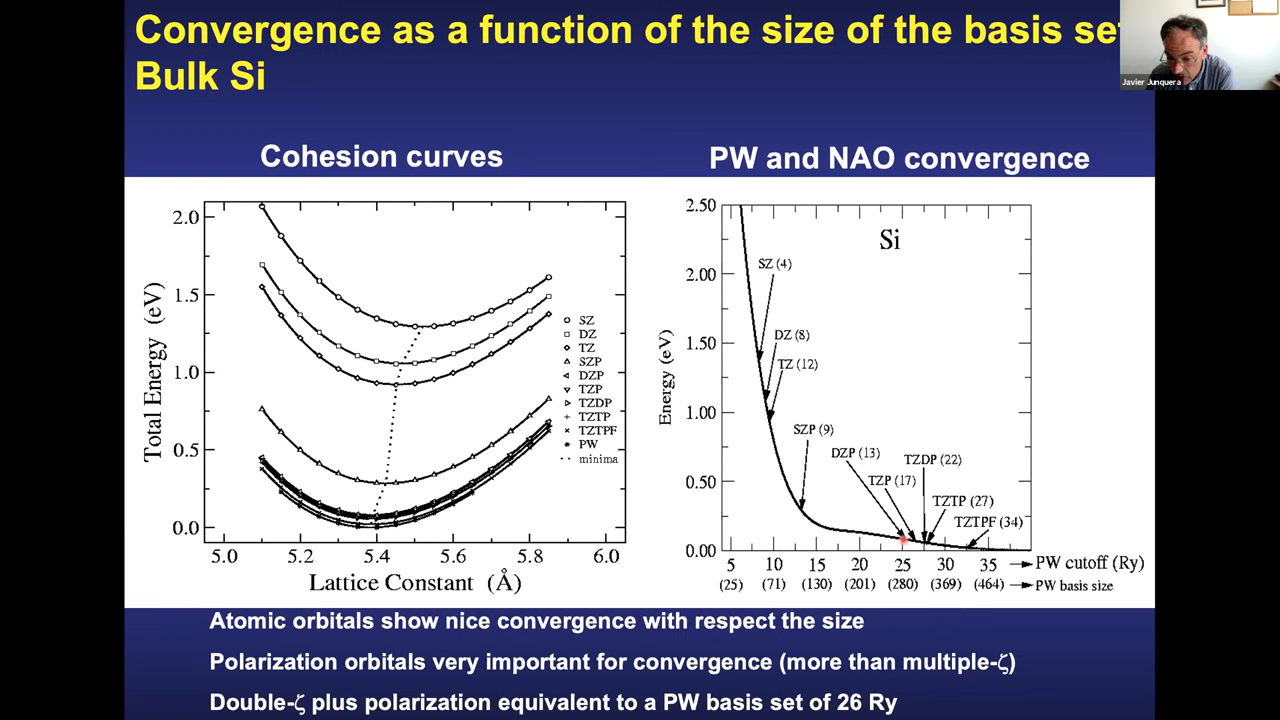 Convergence as a function of the size of the basis set
Bulk Si
Javier Junquera
Cohesion curves
PW and NAO convergence
Total Energy (eV)
2.0
1.5
1.0
0.5
0.0
5.0 5.2 5.4 5.6 5.8 6.0
Lattice Constant (Å)
SZ
DZ
TZ
SZP
DZP
TZP
TZDP
TZTP
TZTPF
PW
minima
Energy (eV)
2.50
2.00
1.50
1.00
0.50
0.00
Si
SZ (4)
DZ (8)
TZ (12)
SZP (9)
DZP (13)
TZP (17)
TZDP (22)
TZTP (27)
TZTPF (34)
5 10 15 20 25 30 35 PW cutoff (Ry)
(25) (71) (130) (201) (280) (369) (464) PW basis size
Atomic orbitals show nice convergence with respect the size
Polarization orbitals very important for convergence (more than multiple-ζ)
Double-ζ plus polarization equivalent to a PW basis set of 26 Ry